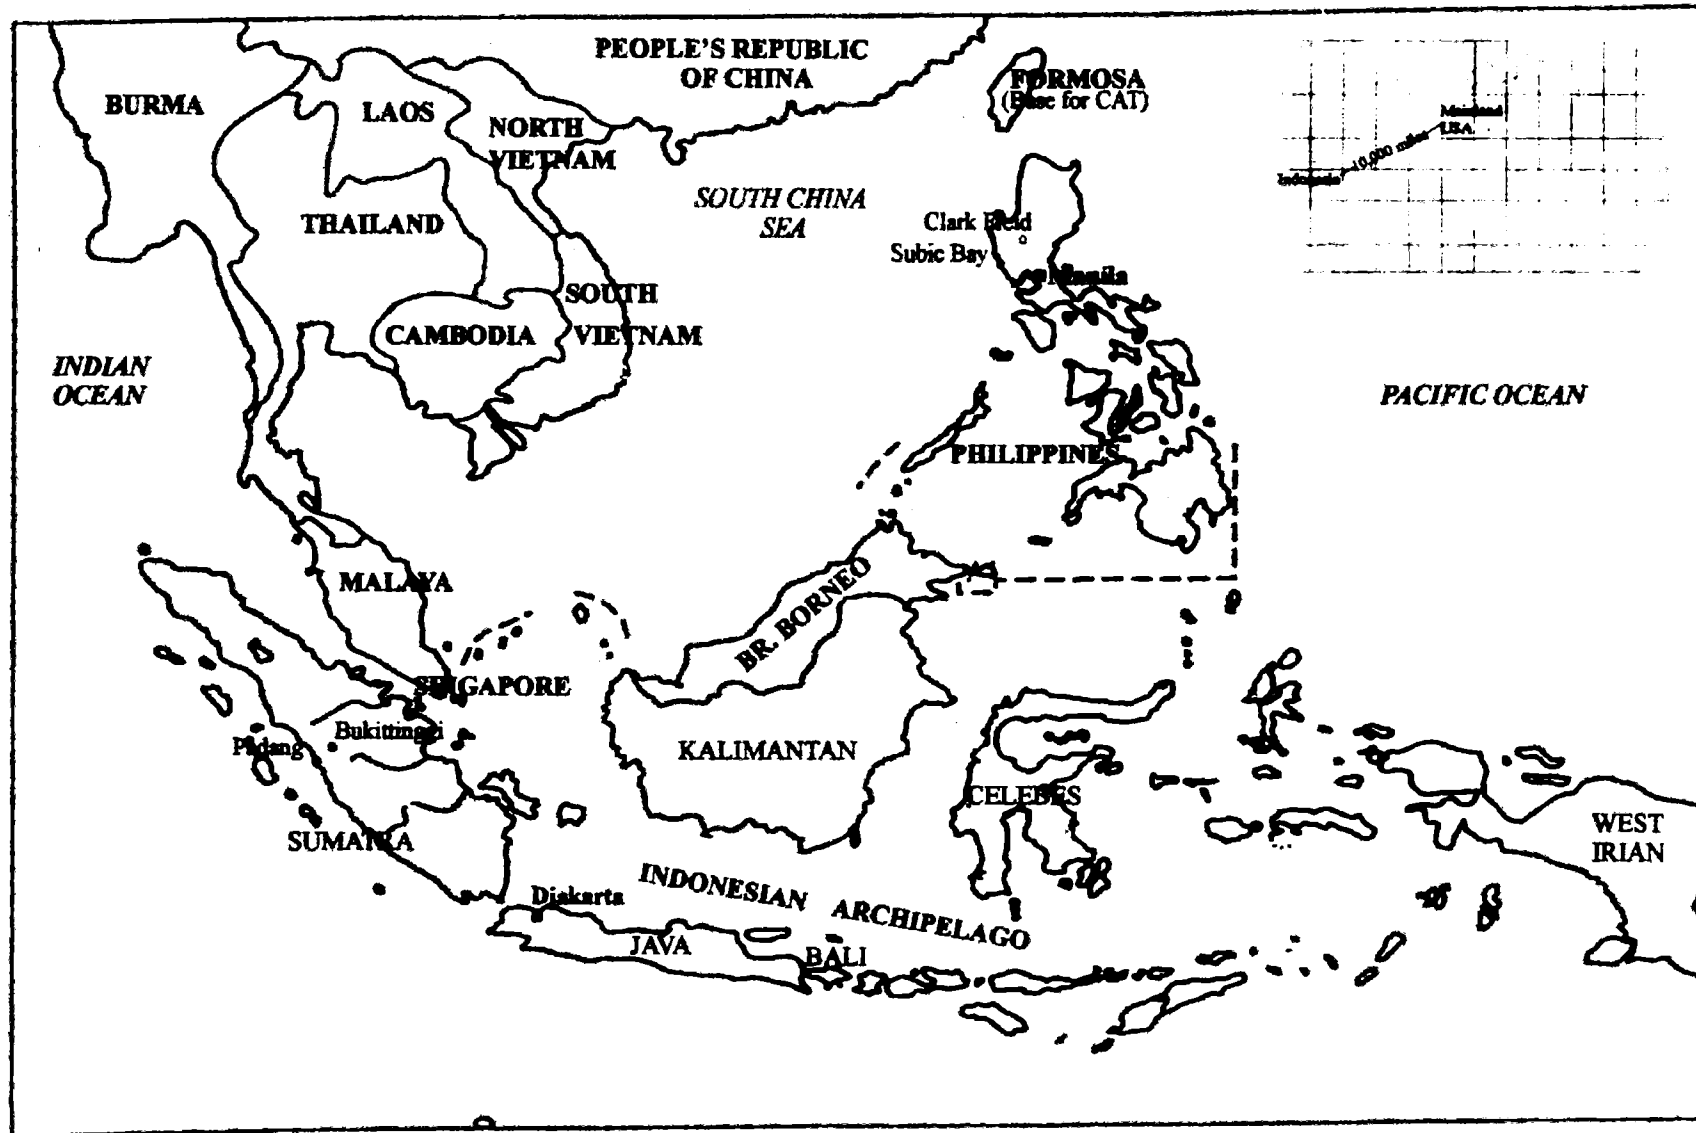 PEOPLE'S REPUBLIC
OF CHINA
BURMA
LAOS
NORTH
VIETNAM
FORMOSA
(Base for CAT)
Mainland
USA
10,000 miles
Indonesia
SOUTH CHINA
SEA
THAILAND
Clark Field
Subic Bay
Manila
SOUTH
VIETNAM
CAMBODIA
INDIAN
OCEAN
PACIFIC OCEAN
PHILIPPINES
MALAYA
BR. BORNEO
SINGAPORE
Bukittinggi
Padang
KALIMANTAN
CELEBES
SUMATRA
WEST
IRIAN
INDONESIAN ARCHIPELAGO
Djakarta
JAVA
BALI